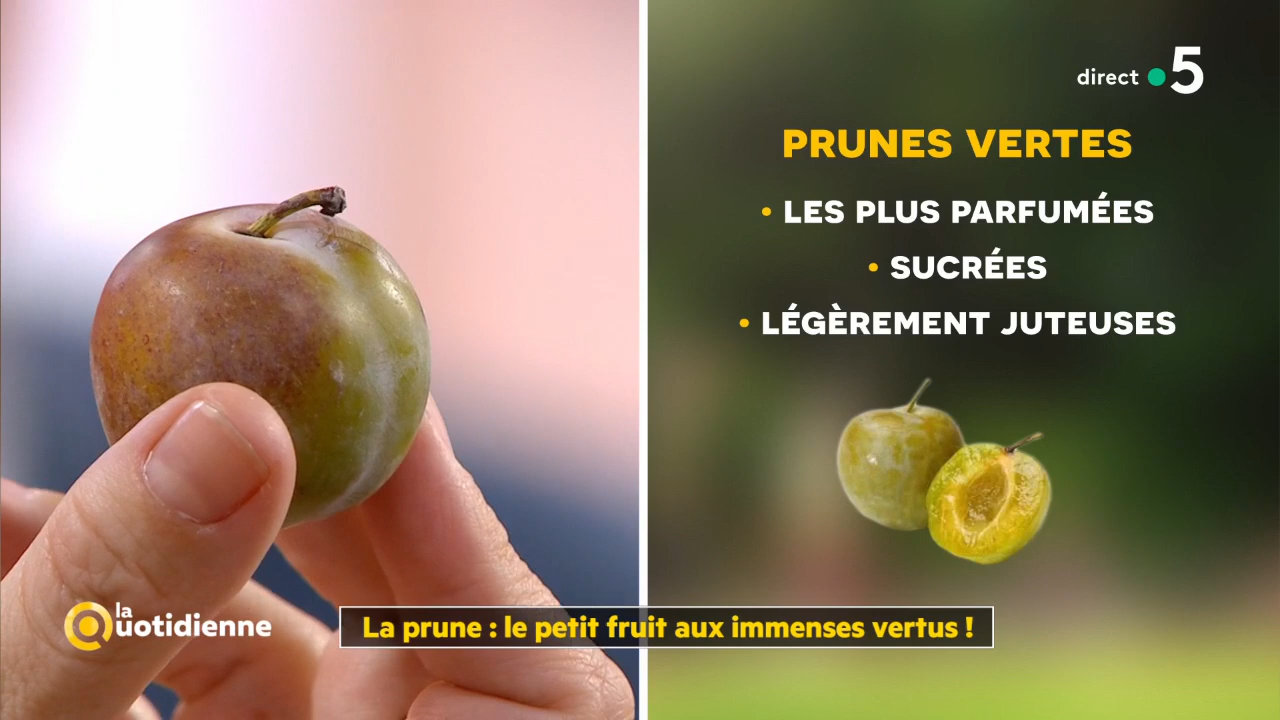 direct 5
PRUNES VERTES
• LES PLUS PARFUMÉES
• SUCRÉES
• LÉGÈREMENT JUTEUSES
la
Quotidienne
La prune : le petit fruit aux immenses vertus !